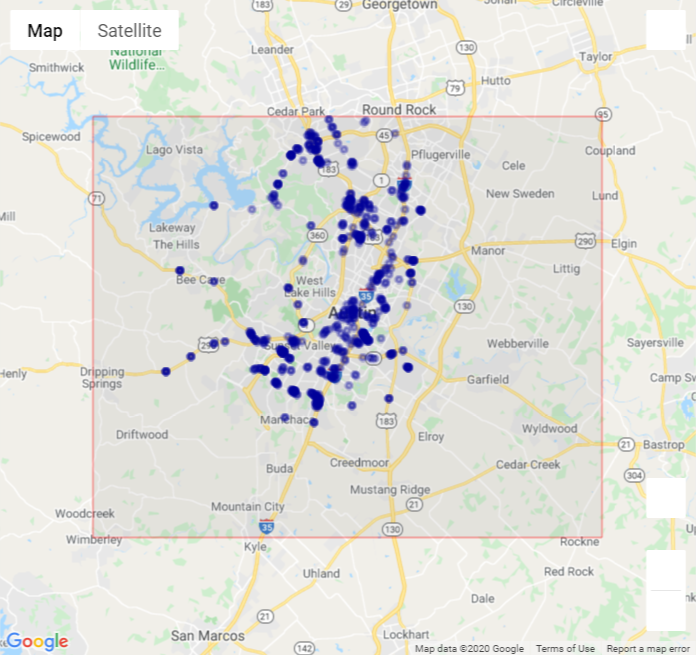 183
29
Georgetown
Jonah
Circleville
Map
Satellite
National
Wildlife...
Leander
130
Taylor
Smithwick
Hutto
79
Cedar Park
Round Rock
95
Spicewood
45
Lago Vista
Pflugerville
Coupland
183
Cele
1
71
New Sweden
Lund
Lakeway
360
The Hills
290
Elgin
Manor
Littig
Bee Cave
West
Lake Hills
35
130
Austin
Webberville
Sayersville
Sunset Valley
290
Henly
Dripping
Springs
Garfield
Camp Sw
Manchaca
183
Wyldwood
Driftwood
Elroy
21
Bastrop
Creedmoor
Cedar Creek
Buda
304
Mustang Ridge
Mountain City
21
Woodcreek
35
130
Wimberley
Rockne
Kyle
Uhland
Red Rock
Dale
21
San Marcos
Lockhart
Google
142
Map data ©2020 Google
Terms of Use
Report a map error